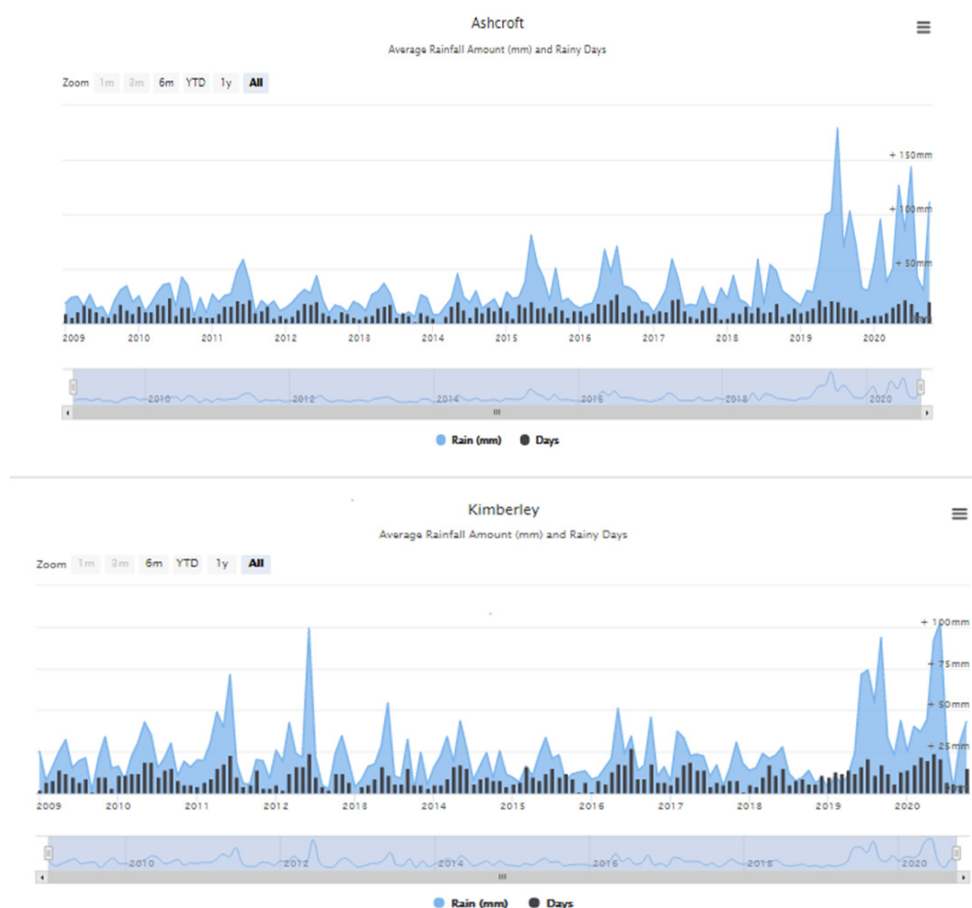 Ashcroft
Average Rainfall Amount (mm) and Rainy Days
Zoom 1m 3m 6m YTD 1y All
+ 150mm
+ 100mm
+ 50mm
2009 2010 2011 2012 2013 2014 2015 2016 2017 2018 2019 2020
2010 2012 2014 2016 2018 2020
Rain (mm) Days
Kimberley
Average Rainfall Amount (mm) and Rainy Days
Zoom 1m 3m 6m YTD 1y All
+ 100mm
+ 75mm
+ 50mm
+ 25mm
2009 2010 2011 2012 2013 2014 2015 2016 2017 2018 2019 2020
2010 2012 2014 2016 2018 2020
Rain (mm) Days